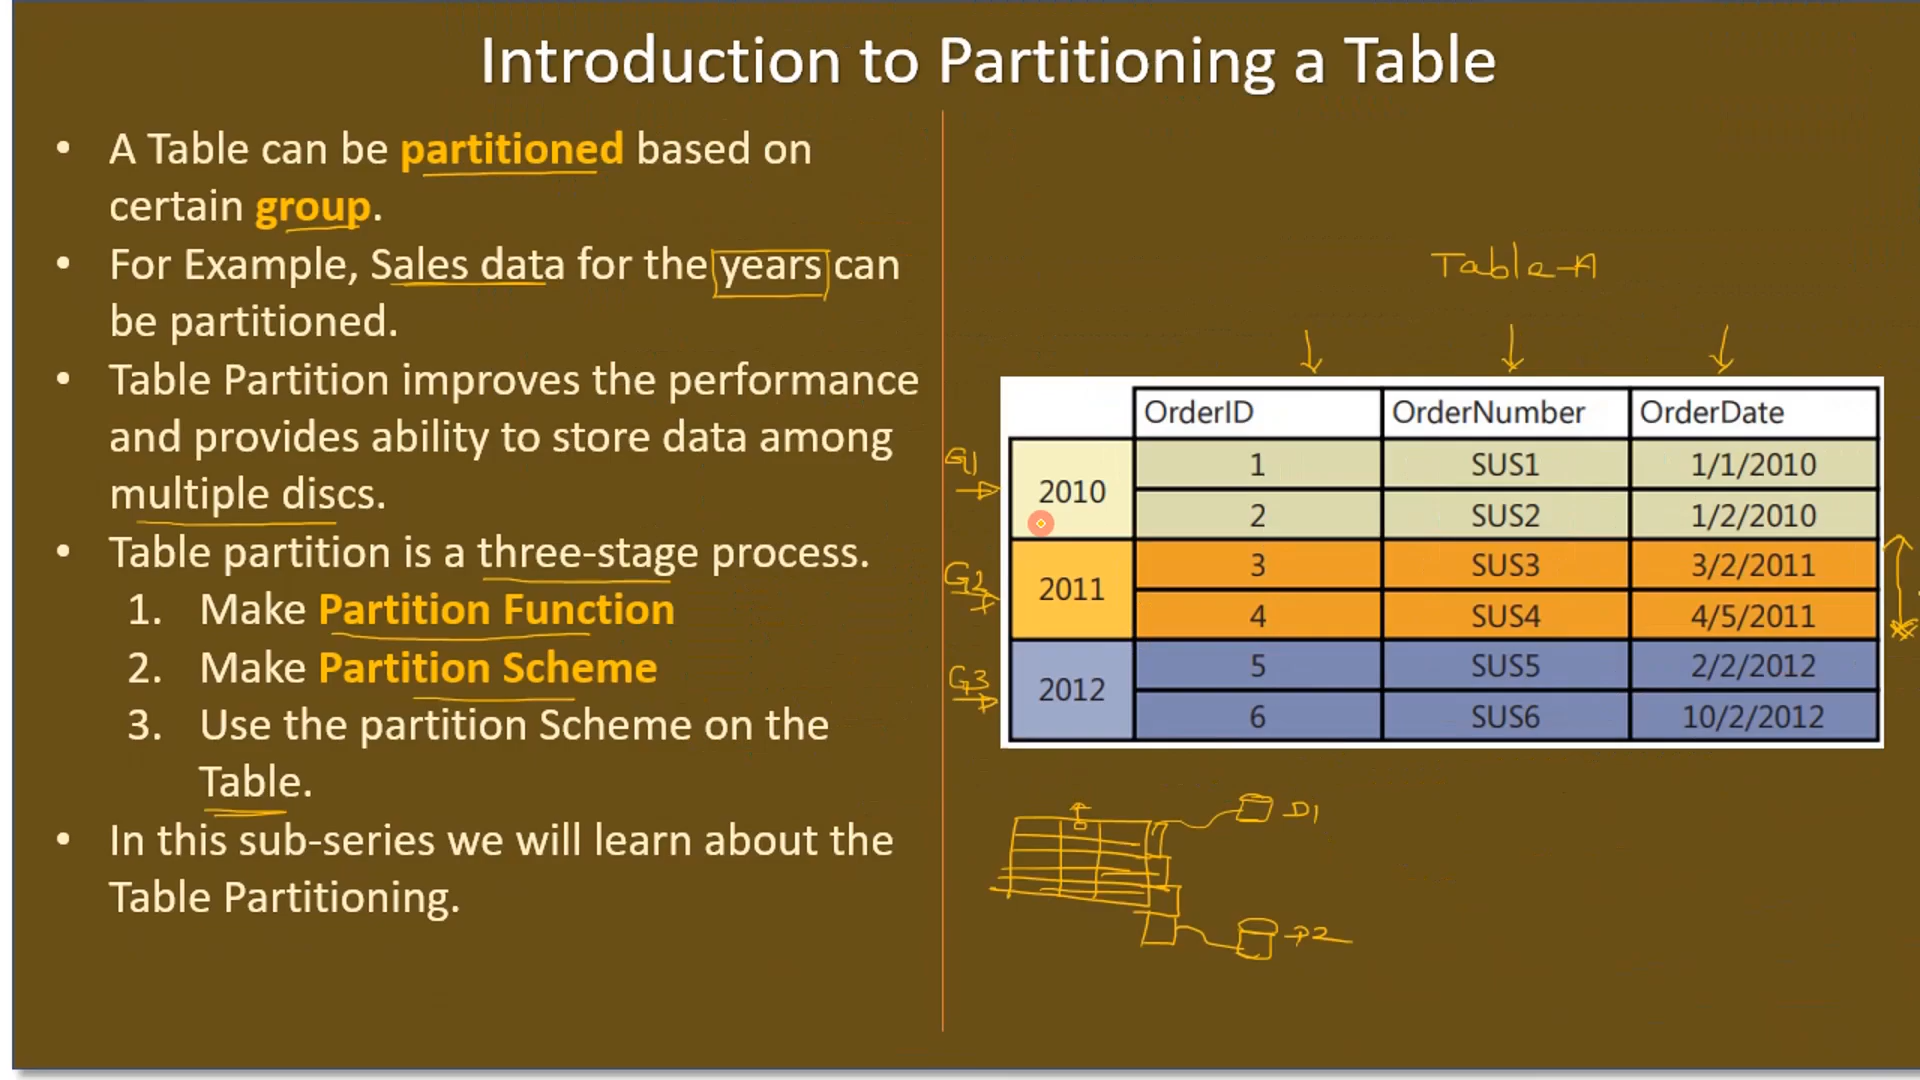 Introduction to Partitioning a Table
• A Table can be partitioned based on
certain group.
• For Example, Sales data for the years can
be partitioned.
• Table Partition improves the performance
and provides ability to store data among
multiple discs.
• Table partition is a three-stage process.
1. Make Partition Function
2. Make Partition Scheme
3. Use the partition Scheme on the
Table.
• In this sub-series we will learn about the
Table Partitioning.
Table-A
OrderID OrderNumber OrderDate
G1 2010 1 SUS1 1/1/2010
2 SUS2 1/2/2010
G2 2011 3 SUS3 3/2/2011
4 SUS4 4/5/2011
G3 2012 5 SUS5 2/2/2012
6 SUS6 10/2/2012
D1